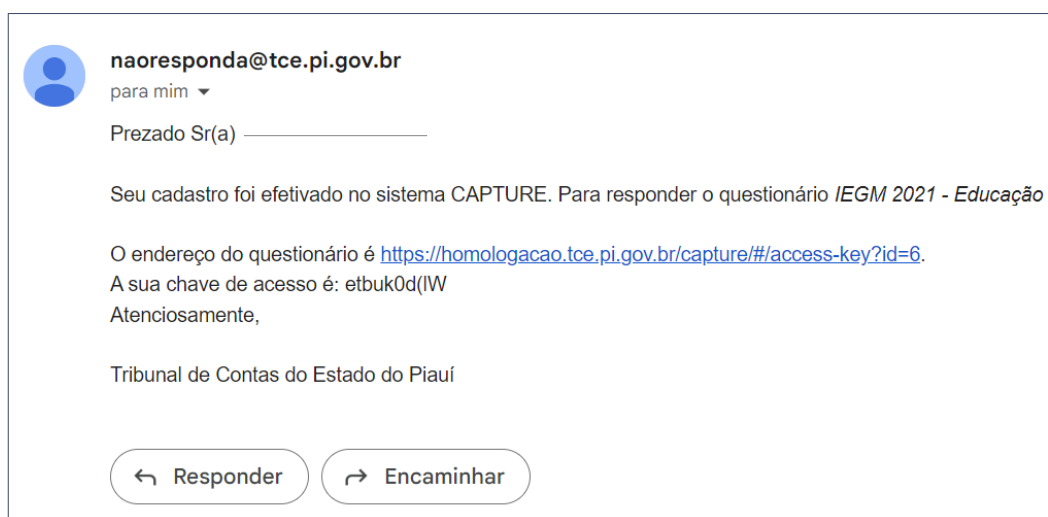 naoresponda@tce.pi.gov.br
para mim
Prezado Sr(a)
Seu cadastro foi efetivado no sistema CAPTURE. Para responder o questionário IEGM 2021 - Educação
O endereço do questionário é https://homologacao.tce.pi.gov.br/capture/#/access-key?id=6.
A sua chave de acesso é: etbuk0d(lW
Atenciosamente,
Tribunal de Contas do Estado do Piauí
Responder
Encaminhar